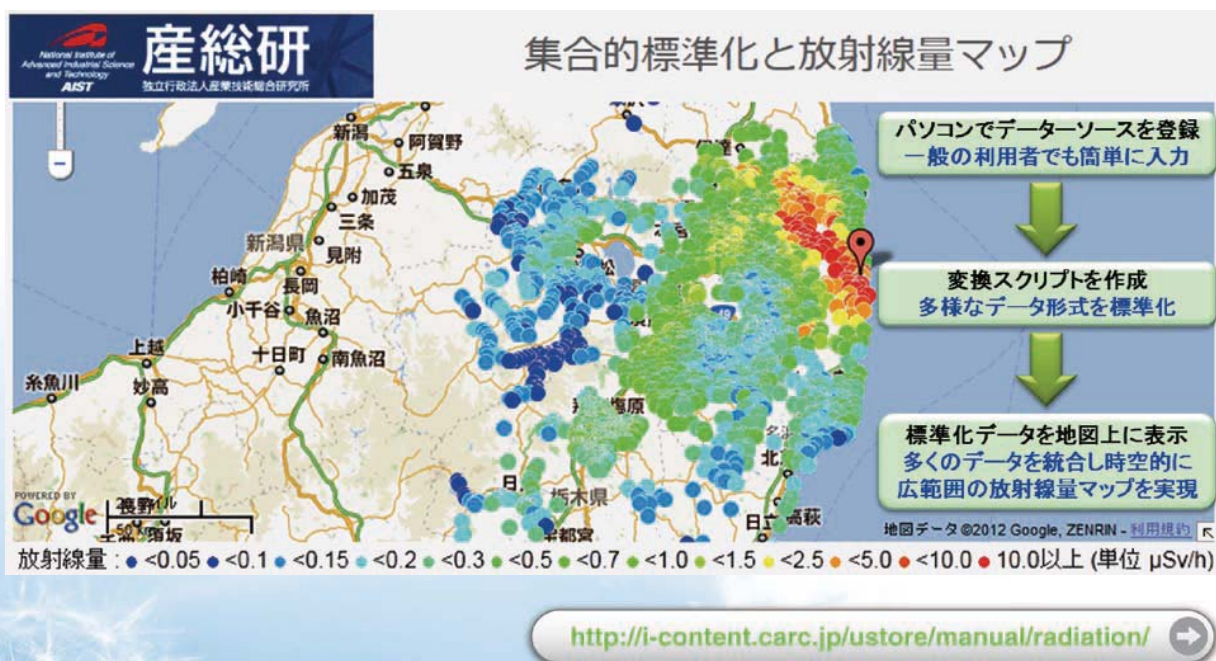 National Institute of
Advanced Industrial Science
and Technology
AIST
産総研
独立行政法人産業技術総合研究所
集合的標準化と放射線量マップ
新潟
阿賀野
五泉
加茂
三条
新潟県
見附
柏崎
長岡
小千谷
魚沼
上越
十日町
南魚沼
糸魚川
妙高
栃木県
高萩
パソコンでデーターソースを登録
一般の利用者でも簡単に入力
変換スクリプトを作成
多様なデータ形式を標準化
標準化データを地図上に表示
多くのデータを統合し時空的に
広範囲の放射線量マップを実現
POWERED BY
Google
長野
須坂
地図データ ©2012 Google, ZENRIN - 利用規約
放射線量 : <0.05 <0.1 <0.15 <0.2 <0.3 <0.5 <0.7 <1.0 <1.5 <2.5 <5.0 <10.0 10.0以上 (単位 μSv/h)
http://i-content.carc.jp/ustore/manual/radiation/